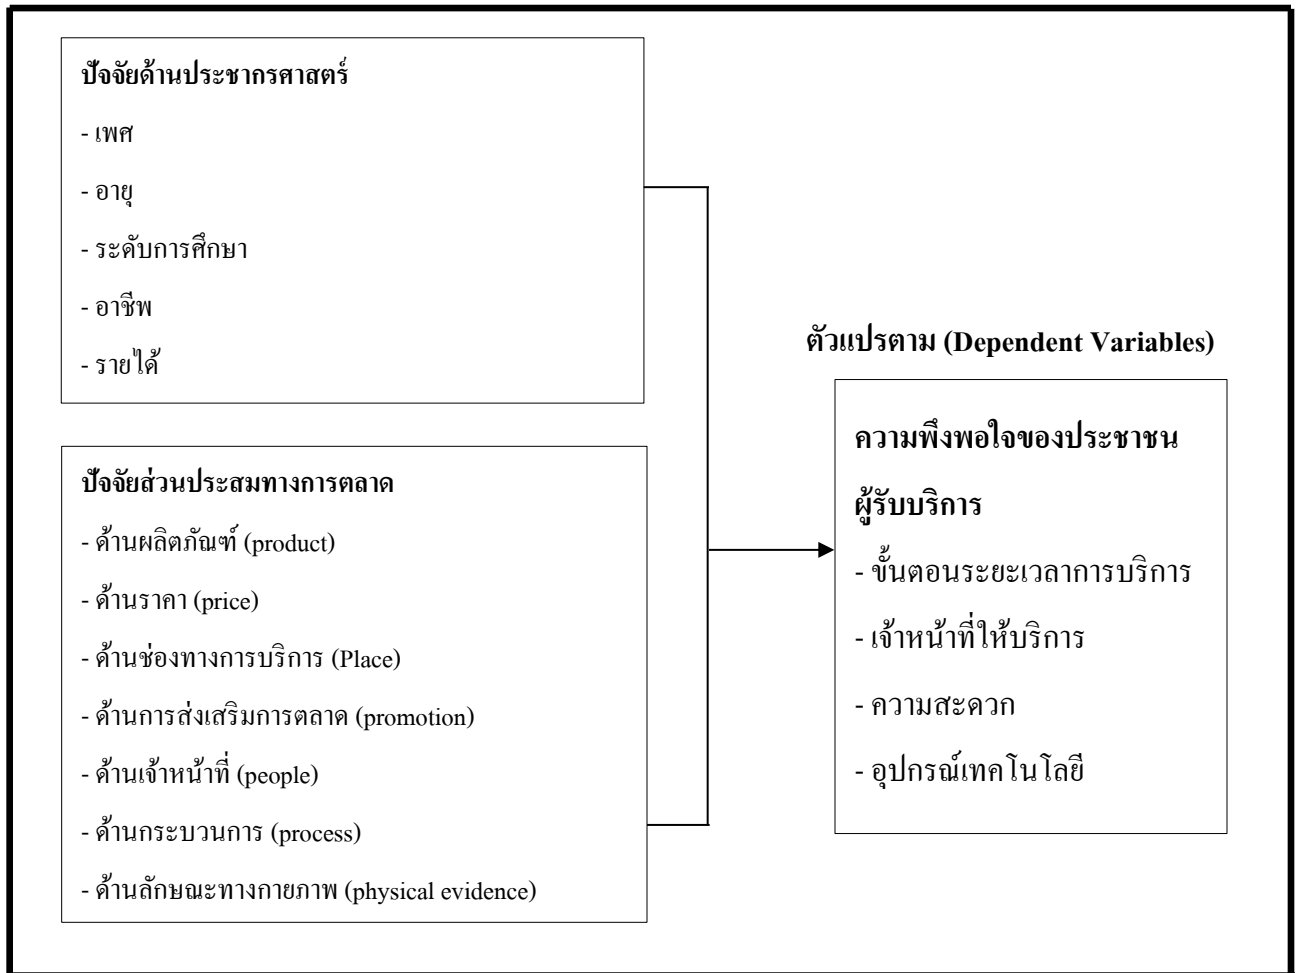 ปัจจัยด้านประชากรศาสตร์
- เพศ
- อายุ
- ระดับการศึกษา
- อาชีพ
- รายได้
ปัจจัยส่วนประสมทางการตลาด
- ด้านผลิตภัณฑ์ (product)
- ด้านราคา (price)
- ด้านช่องทางการบริการ (Place)
- ด้านการส่งเสริมการตลาด (promotion)
- ด้านเจ้าหน้าที่ (people)
- ด้านกระบวนการ (process)
- ด้านลักษณะทางกายภาพ (physical evidence)
ตัวแปรตาม (Dependent Variables)
ความพึงพอใจของประชาชน
ผู้รับบริการ
- ขั้นตอนระยะเวลาการบริการ
- เจ้าหน้าที่ให้บริการ
- ความสะดวก
- อุปกรณ์เทคโนโลยี